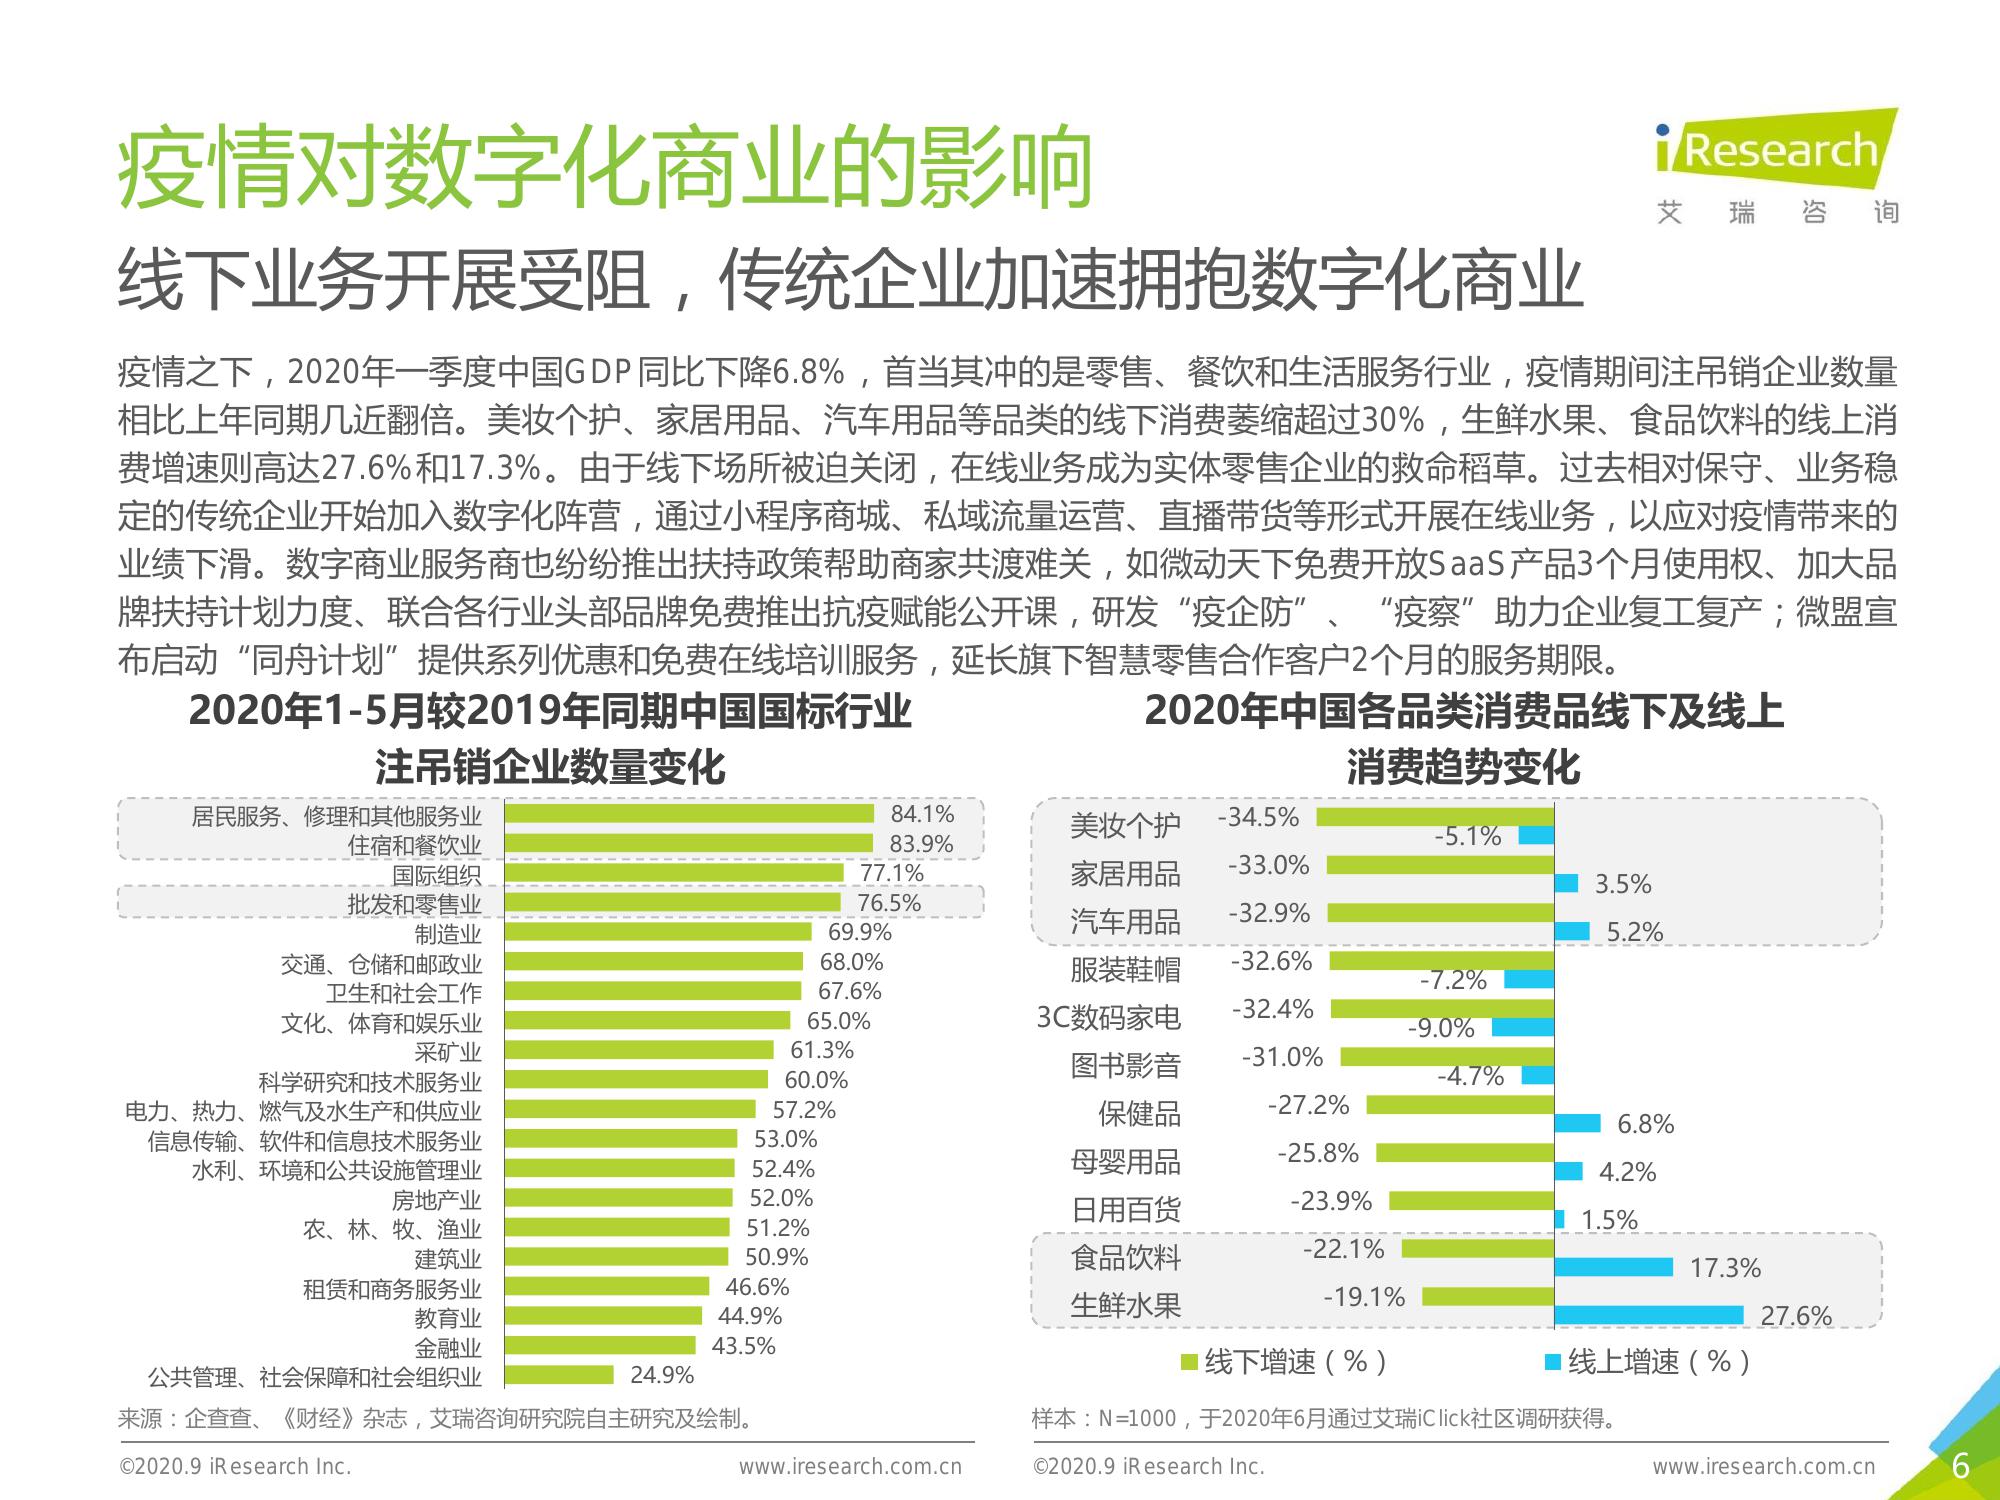 疫情对数字化商业的影响
iResearch
艾瑞咨询
线下业务开展受阻，传统企业加速拥抱数字化商业
疫情之下，2020年一季度中国GDP同比下降6.8%，首当其冲的是零售、餐饮和生活服务行业，疫情期间注吊销企业数量
相比上年同期几近翻倍。美妆个护、家居用品、汽车用品等品类的线下消费萎缩超过30%，生鲜水果、食品饮料的线上消
费增速则高达27.6%和17.3%。由于线下场所被迫关闭，在线业务成为实体零售企业的救命稻草。过去相对保守、业务稳
定的传统企业开始加入数字化阵营，通过小程序商城、私域流量运营、直播带货等形式开展在线业务，以应对疫情带来的
业绩下滑。数字商业服务商也纷纷推出扶持政策帮助商家共渡难关，如微动天下免费开放SaaS产品3个月使用权、加大品
牌扶持计划力度、联合各行业头部品牌免费推出抗疫赋能公开课，研发“疫企防”、“疫察”助力企业复工复产；微盟宣
布启动“同舟计划”提供系列优惠和免费在线培训服务，延长旗下智慧零售合作客户2个月的服务期限。
2020年1-5月较2019年同期中国国标行业
注吊销企业数量变化
居民服务、修理和其他服务业 84.1%
住宿和餐饮业 83.9%
国际组织 77.1%
批发和零售业 76.5%
制造业 69.9%
交通、仓储和邮政业 68.0%
卫生和社会工作 67.6%
文化、体育和娱乐业 65.0%
采矿业 61.3%
科学研究和技术服务业 60.0%
电力、热力、燃气及水生产和供应业 57.2%
信息传输、软件和信息技术服务业 53.0%
水利、环境和公共设施管理业 52.4%
房地产业 52.0%
农、林、牧、渔业 51.2%
建筑业 50.9%
租赁和商务服务业 46.6%
教育业 44.9%
金融业 43.5%
公共管理、社会保障和社会组织业 24.9%
来源：企查查、《财经》杂志，艾瑞咨询研究院自主研究及绘制。
©2020.9 iResearch Inc. www.iresearch.com.cn
2020年中国各品类消费品线下及线上
消费趋势变化
美妆个护 -34.5% -5.1%
家居用品 -33.0% 3.5%
汽车用品 -32.9% 5.2%
服装鞋帽 -32.6% -7.2%
3C数码家电 -32.4% -9.0%
图书影音 -31.0% -4.7%
保健品 -27.2% 6.8%
母婴用品 -25.8% 4.2%
日用百货 -23.9% 1.5%
食品饮料 -22.1% 17.3%
生鲜水果 -19.1% 27.6%
线下增速（%） 线上增速（%）
样本：N=1000，于2020年6月通过艾瑞iClick社区调研获得。
©2020.9 iResearch Inc. www.iresearch.com.cn
6